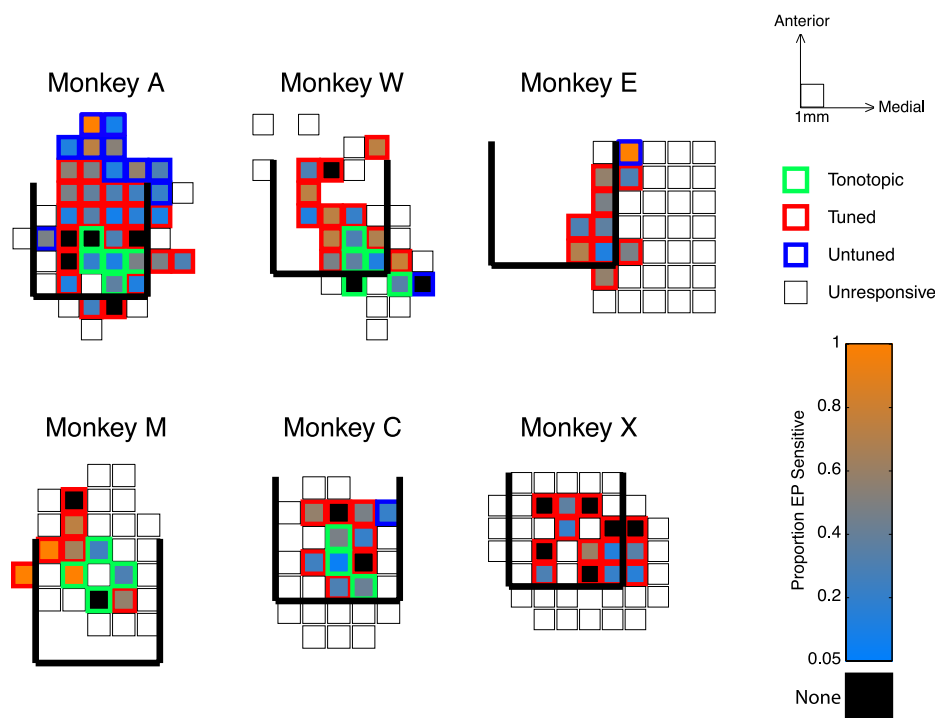 Anterior
Medial
1mm
Monkey A
Monkey W
Monkey E
Tonotopic
Tuned
Untuned
Unresponsive
Monkey M
Monkey C
Monkey X
Proportion EP Sensitive
1
0.8
0.6
0.4
0.2
0.05
None